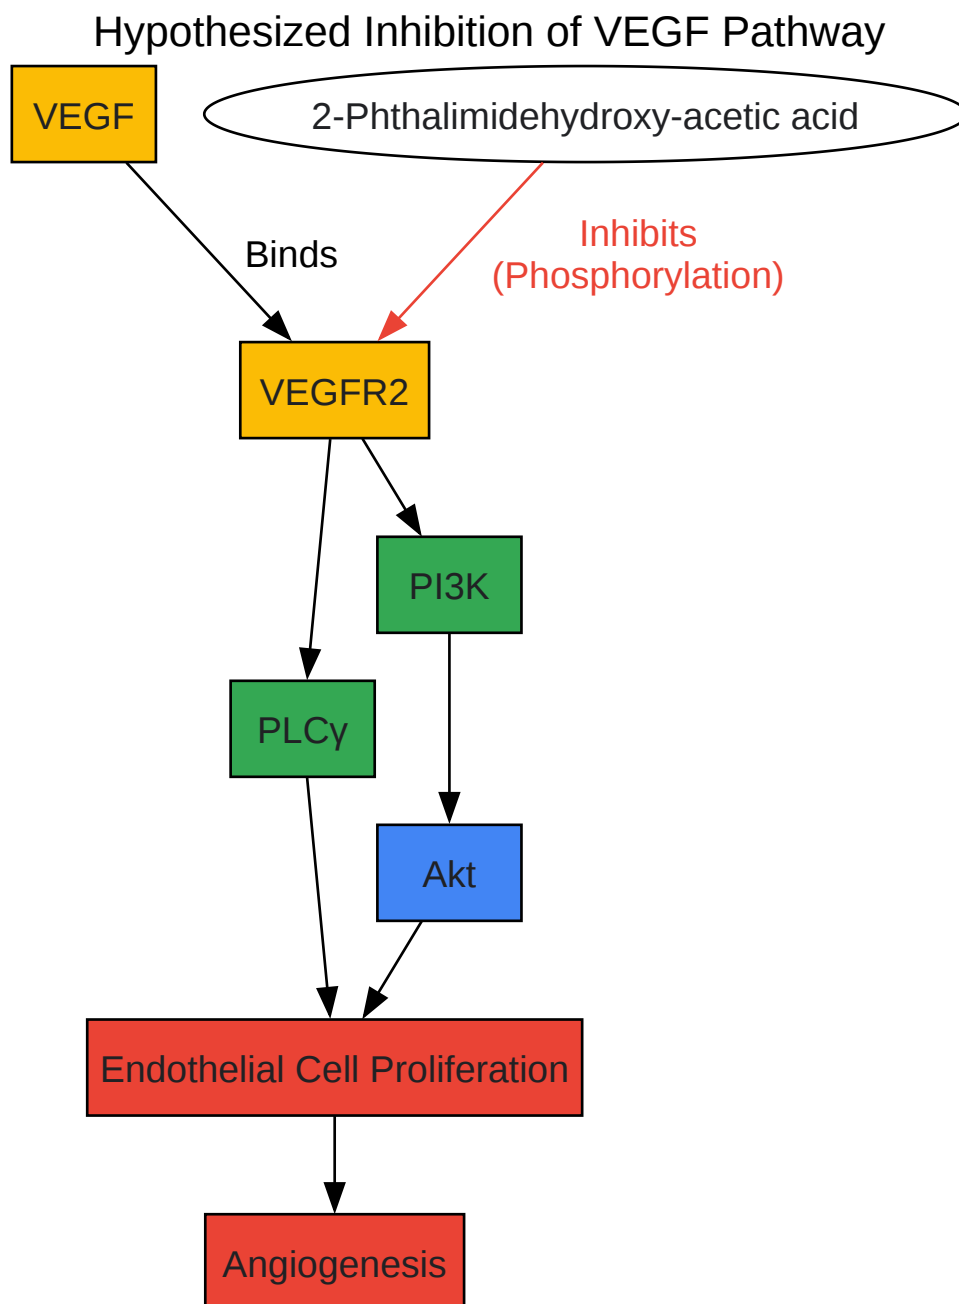 Hypothesized Inhibition of VEGF Pathway
VEGF
2-Phthalimidehydroxy-acetic acid
Binds
Inhibits
(Phosphorylation)
VEGFR2
PI3K
PLCγ
Akt
Endothelial Cell Proliferation
Angiogenesis